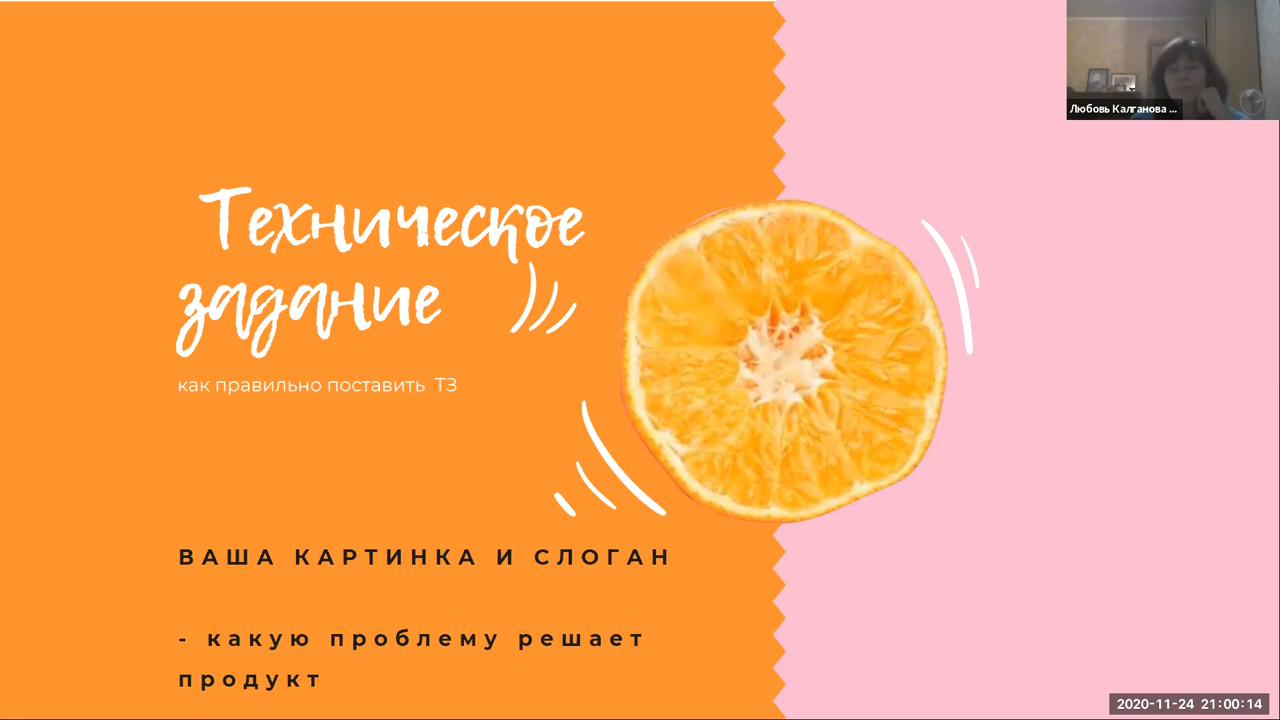 Техническое
задание
как правильно поставить ТЗ
ВАША КАРТИНКА И СЛОГАН
- какую проблему решает
продукт
Любовь Калганова ...
2020-11-24 21:00:14